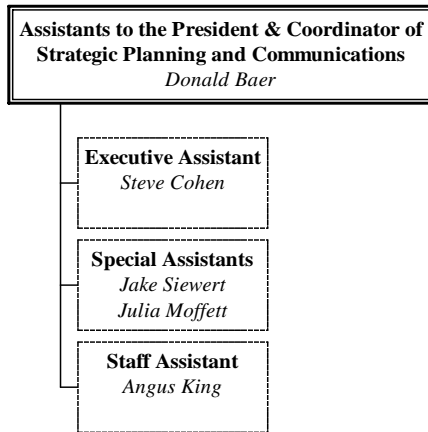 Assistants to the President & Coordinator of
Strategic Planning and Communications
Donald Baer
Executive Assistant
Steve Cohen
Special Assistants
Jake Siewert
Julia Moffett
Staff Assistant
Angus King